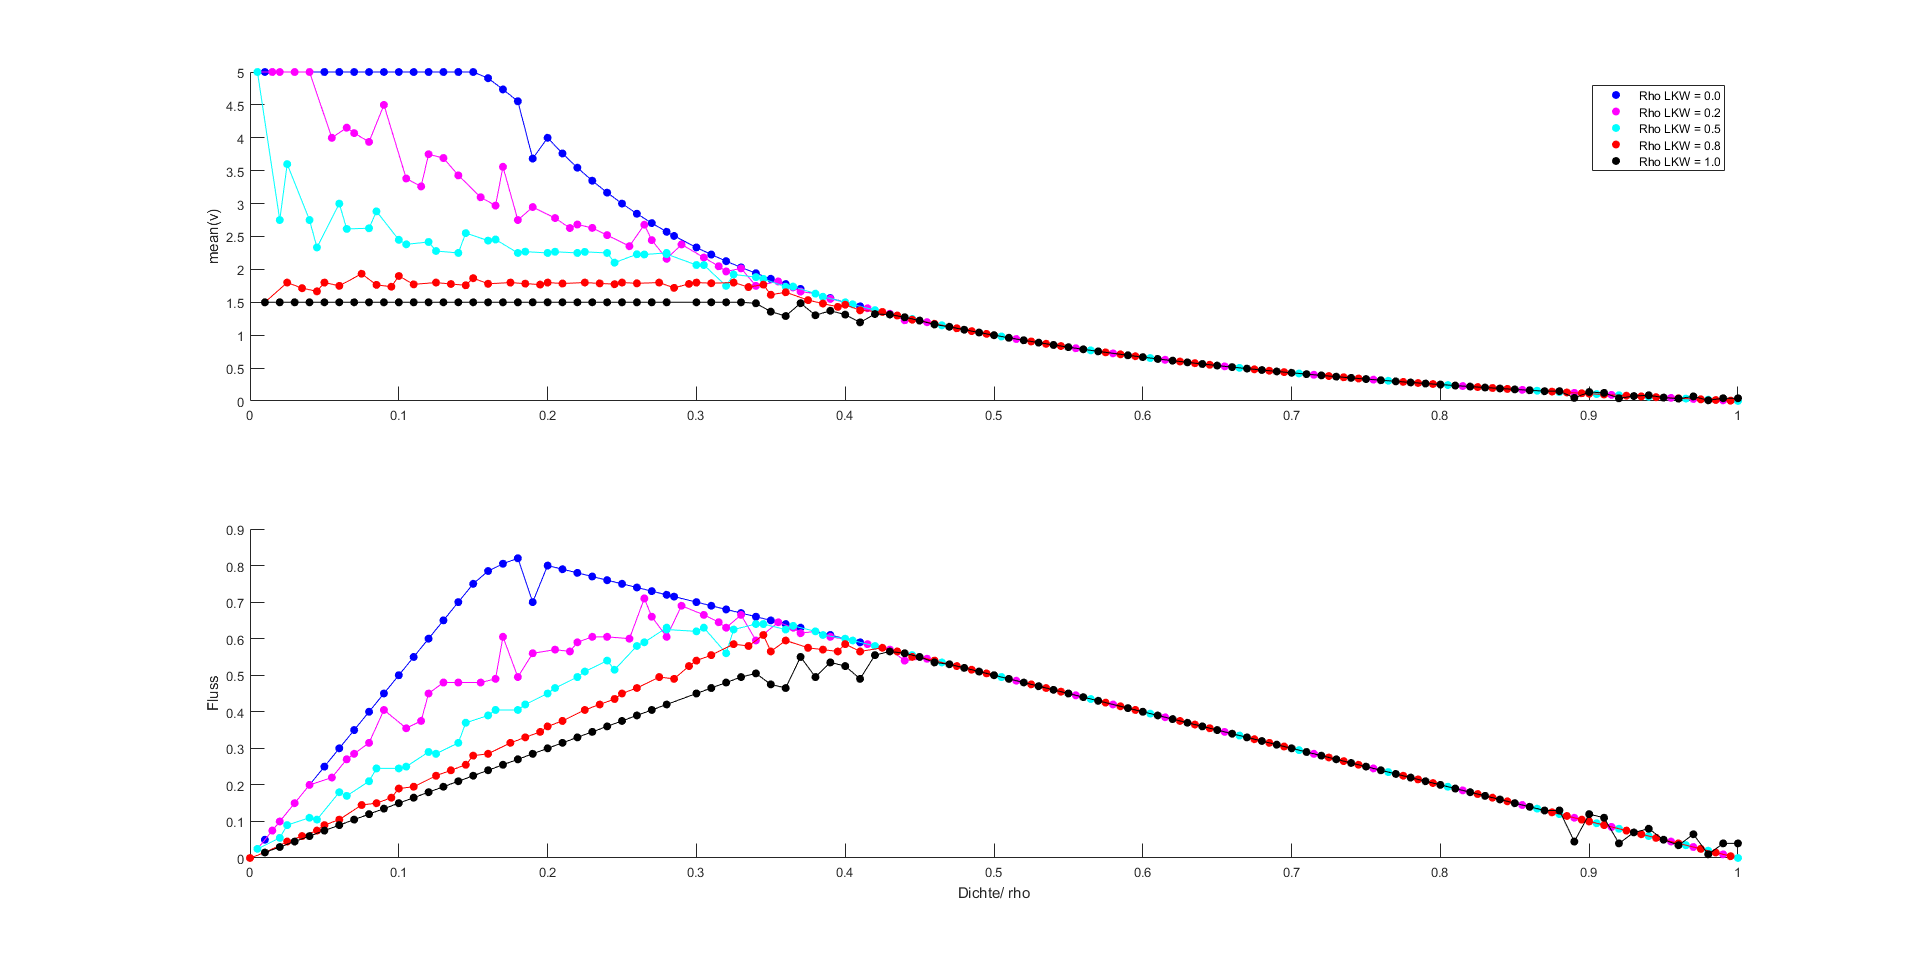 5
4.5
4
3.5
3
2.5
2
1.5
1
0.5
0
mean(v)
0 0.1 0.2 0.3 0.4 0.5 0.6 0.7 0.8 0.9 1
Rho LKW = 0.0
Rho LKW = 0.2
Rho LKW = 0.5
Rho LKW = 0.8
Rho LKW = 1.0
0.9
0.8
0.7
0.6
0.5
0.4
0.3
0.2
0.1
0
Fluss
0 0.1 0.2 0.3 0.4 0.5 0.6 0.7 0.8 0.9 1
Dichte/ rho